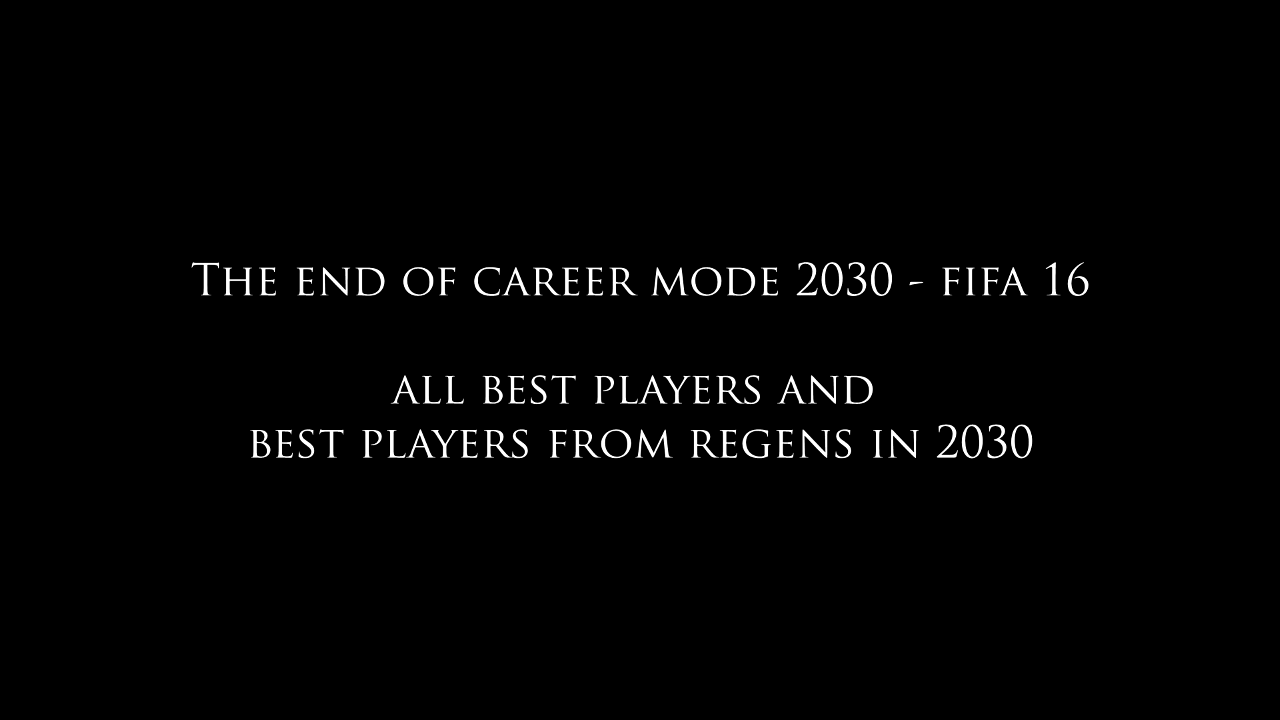 The end of career mode 2030 - fifa 16
all best players and
best players from regens in 2030